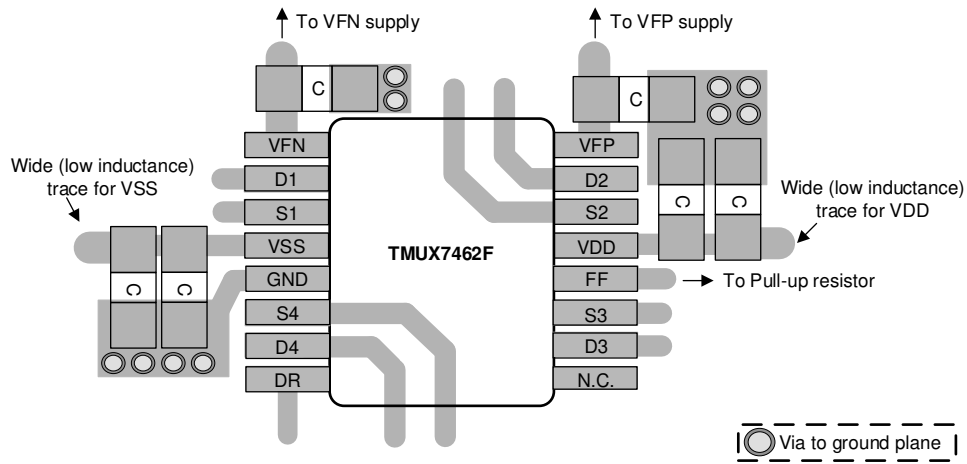 To VFN supply
To VFP supply
C
C
VFN
VFP
Wide (low inductance)
trace for VSS
D1
D2
Wide (low inductance)
trace for VDD
S1
S2
C
C
VSS
TMUX7462F
VDD
GND
FF
To Pull-up resistor
C
C
S4
S3
D4
D3
DR
N.C.
Via to ground plane